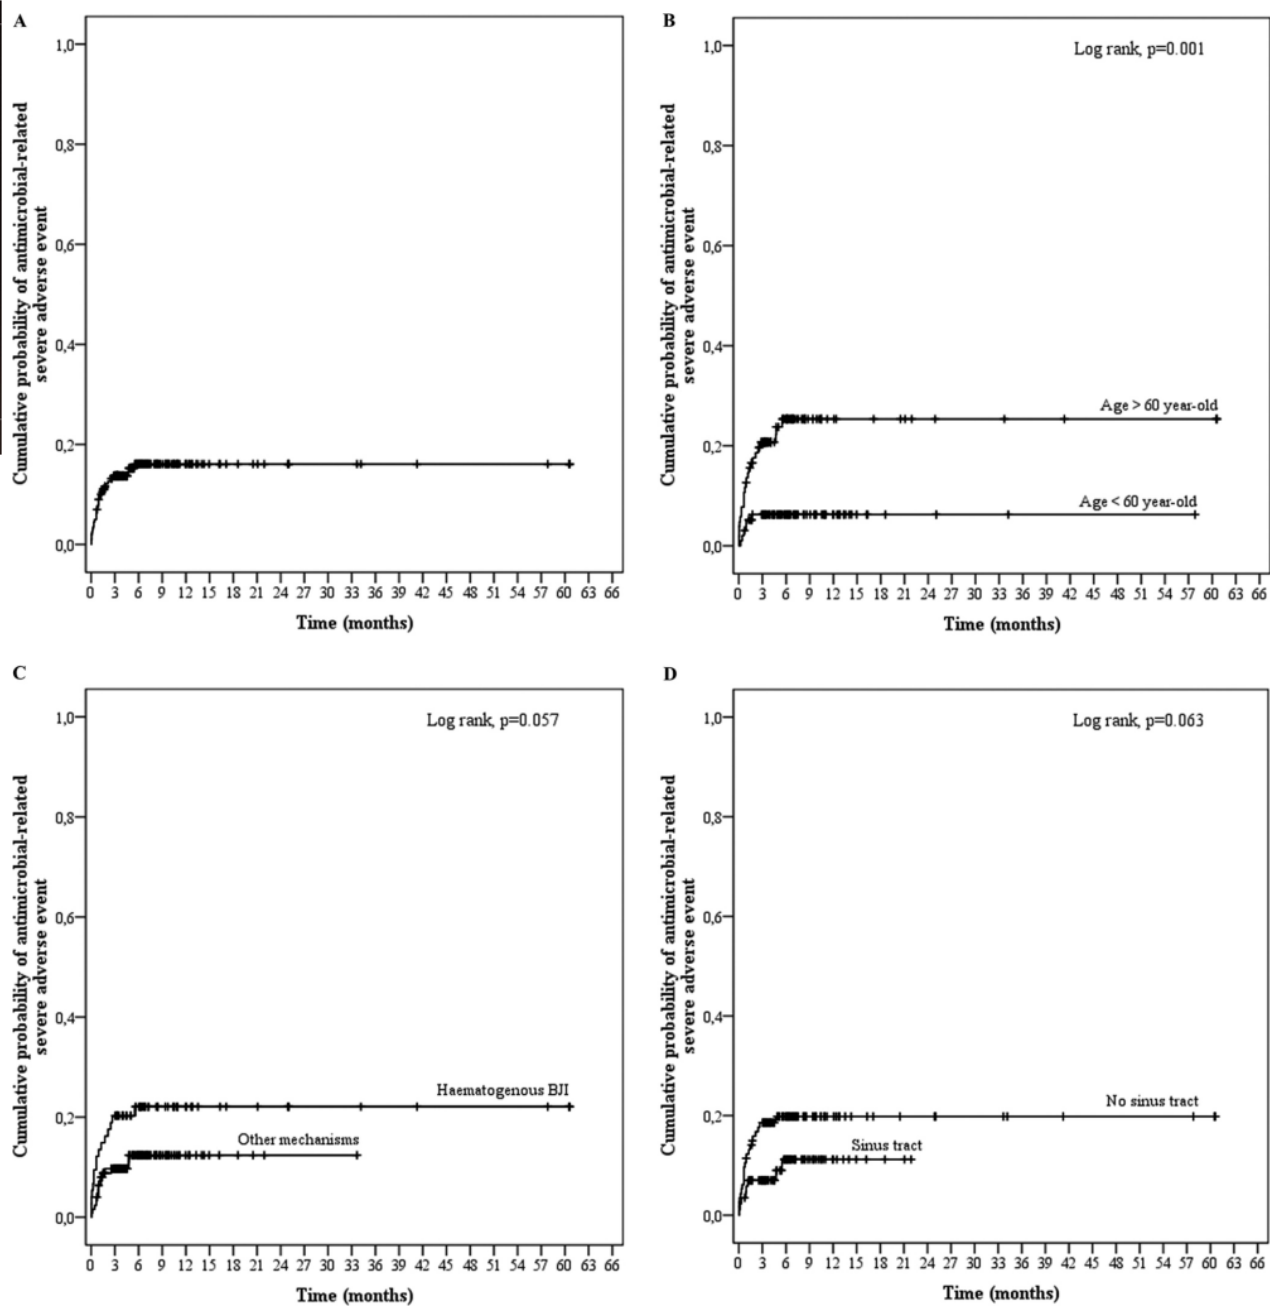 A
Cumulative probability of antimicrobial-related
severe adverse event
1,0
0,8
0,6
0,4
0,2
0,0
0 3 6 9 12 15 18 21 24 27 30 33 36 39 42 45 48 51 54 57 60 63 66
Time (months)
B
Cumulative probability of antimicrobial-related
severe adverse event
Log rank, p=0.001
1,0
0,8
0,6
0,4
0,2
0,0
Age > 60 year-old
Age < 60 year-old
0 3 6 9 12 15 18 21 24 27 30 33 36 39 42 45 48 51 54 57 60 63 66
Time (months)
C
Cumulative probability of antimicrobial-related
severe adverse event
Log rank, p=0.057
1,0
0,8
0,6
0,4
0,2
0,0
Haematogenous BJI
Other mechanisms
0 3 6 9 12 15 18 21 24 27 30 33 36 39 42 45 48 51 54 57 60 63 66
Time (months)
D
Cumulative probability of antimicrobial-related
severe adverse event
Log rank, p=0.063
1,0
0,8
0,6
0,4
0,2
0,0
No sinus tract
Sinus tract
0 3 6 9 12 15 18 21 24 27 30 33 36 39 42 45 48 51 54 57 60 63 66
Time (months)